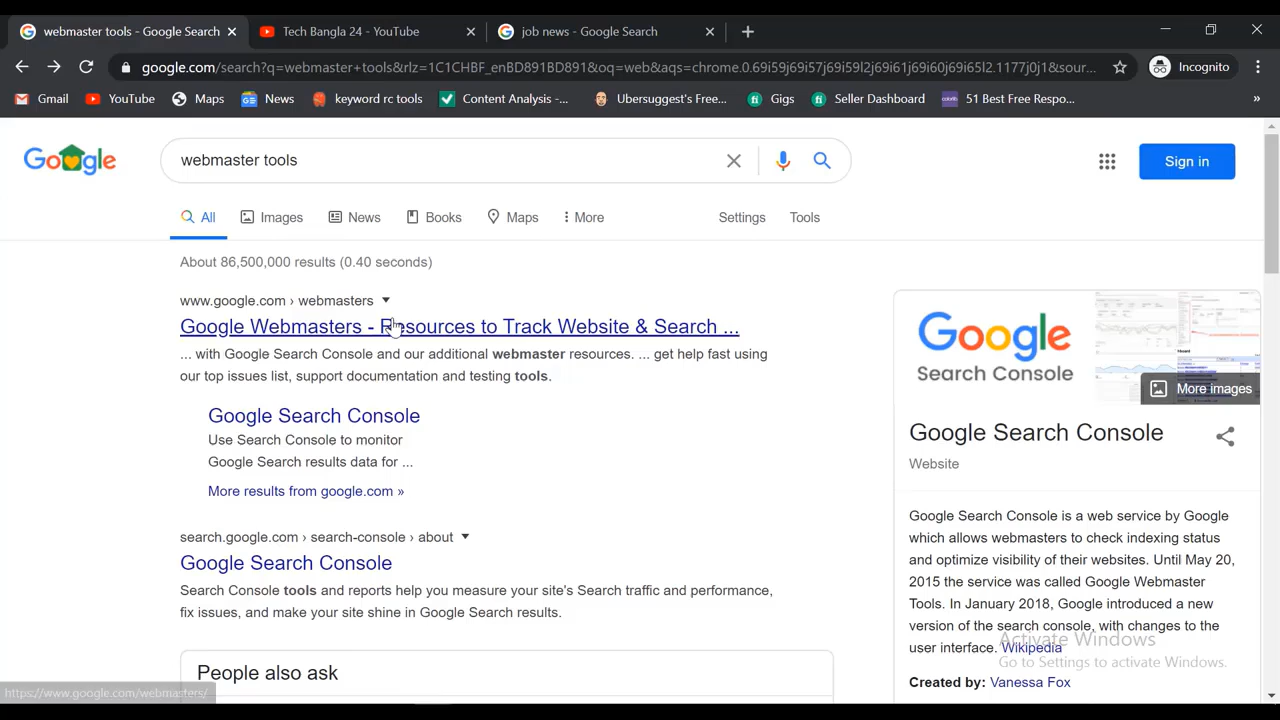 webmaster tools - Google Search
Tech Bangla 24 - YouTube
job news - Google Search
google.com/search?q=webmaster+tools&rlz=1C1CHBF_enBD891BD891&oq=web&aqs=chrome.0.69i59j69i57j69i59l2j69i61j69i60j69i65l2.1177j0j1&sour...
Incognito
Gmail
YouTube
Maps
News
keyword rc tools
Content Analysis -...
Ubersuggest's Free...
Gigs
Seller Dashboard
51 Best Free Respo...
»
Google
webmaster tools
Sign in
All
Images
News
Books
Maps
More
Settings
Tools
About 86,500,000 results (0.40 seconds)
www.google.com › webmasters
Google Webmasters - Resources to Track Website & Search ...
... with Google Search Console and our additional webmaster resources. ... get help fast using
our top issues list, support documentation and testing tools.
Google Search Console
Use Search Console to monitor
Google Search results data for ...
More results from google.com »
search.google.com › search-console › about
Google Search Console
Search Console tools and reports help you measure your site's Search traffic and performance,
fix issues, and make your site shine in Google Search results.
People also ask
Google
Search Console
More images
Google Search Console
Website
Google Search Console is a web service by Google
which allows webmasters to check indexing status
and optimize visibility of their websites. Until May 20,
2015 the service was called Google Webmaster
Tools. In January 2018, Google introduced a new
version of the search console, with changes to the
user interface. Wikipedia
Created by: Vanessa Fox
Activate Windows
Go to Settings to activate Windows.
https://www.google.com/webmasters/